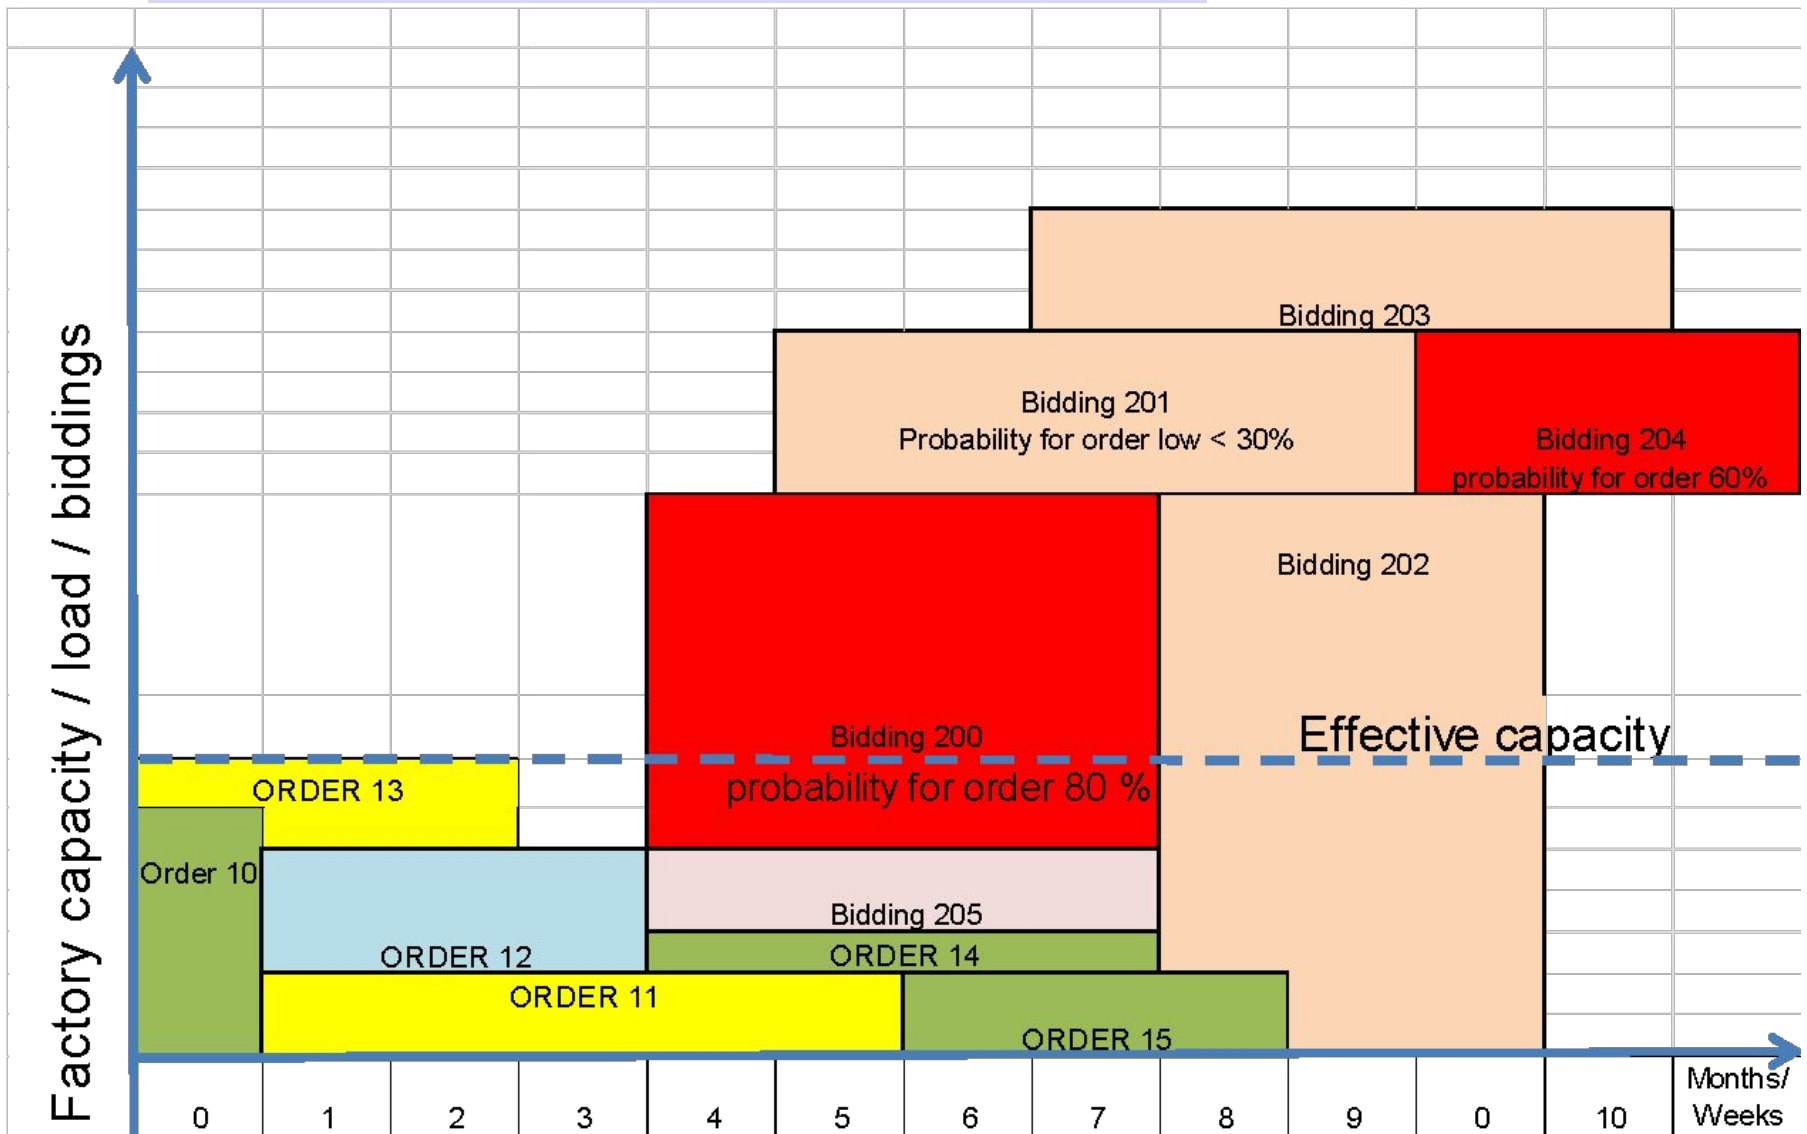 Factory capacity / load / biddings
Bidding 203
Bidding 201
Probability for order low < 30%
Bidding 204
probability for order 60%
Bidding 202
Effective capacity
Bidding 200
probability for order 80 %
ORDER 13
Order 10
Bidding 205
ORDER 12
ORDER 14
ORDER 11
ORDER 15
0 1 2 3 4 5 6 7 8 9 0 10 Months/
Weeks